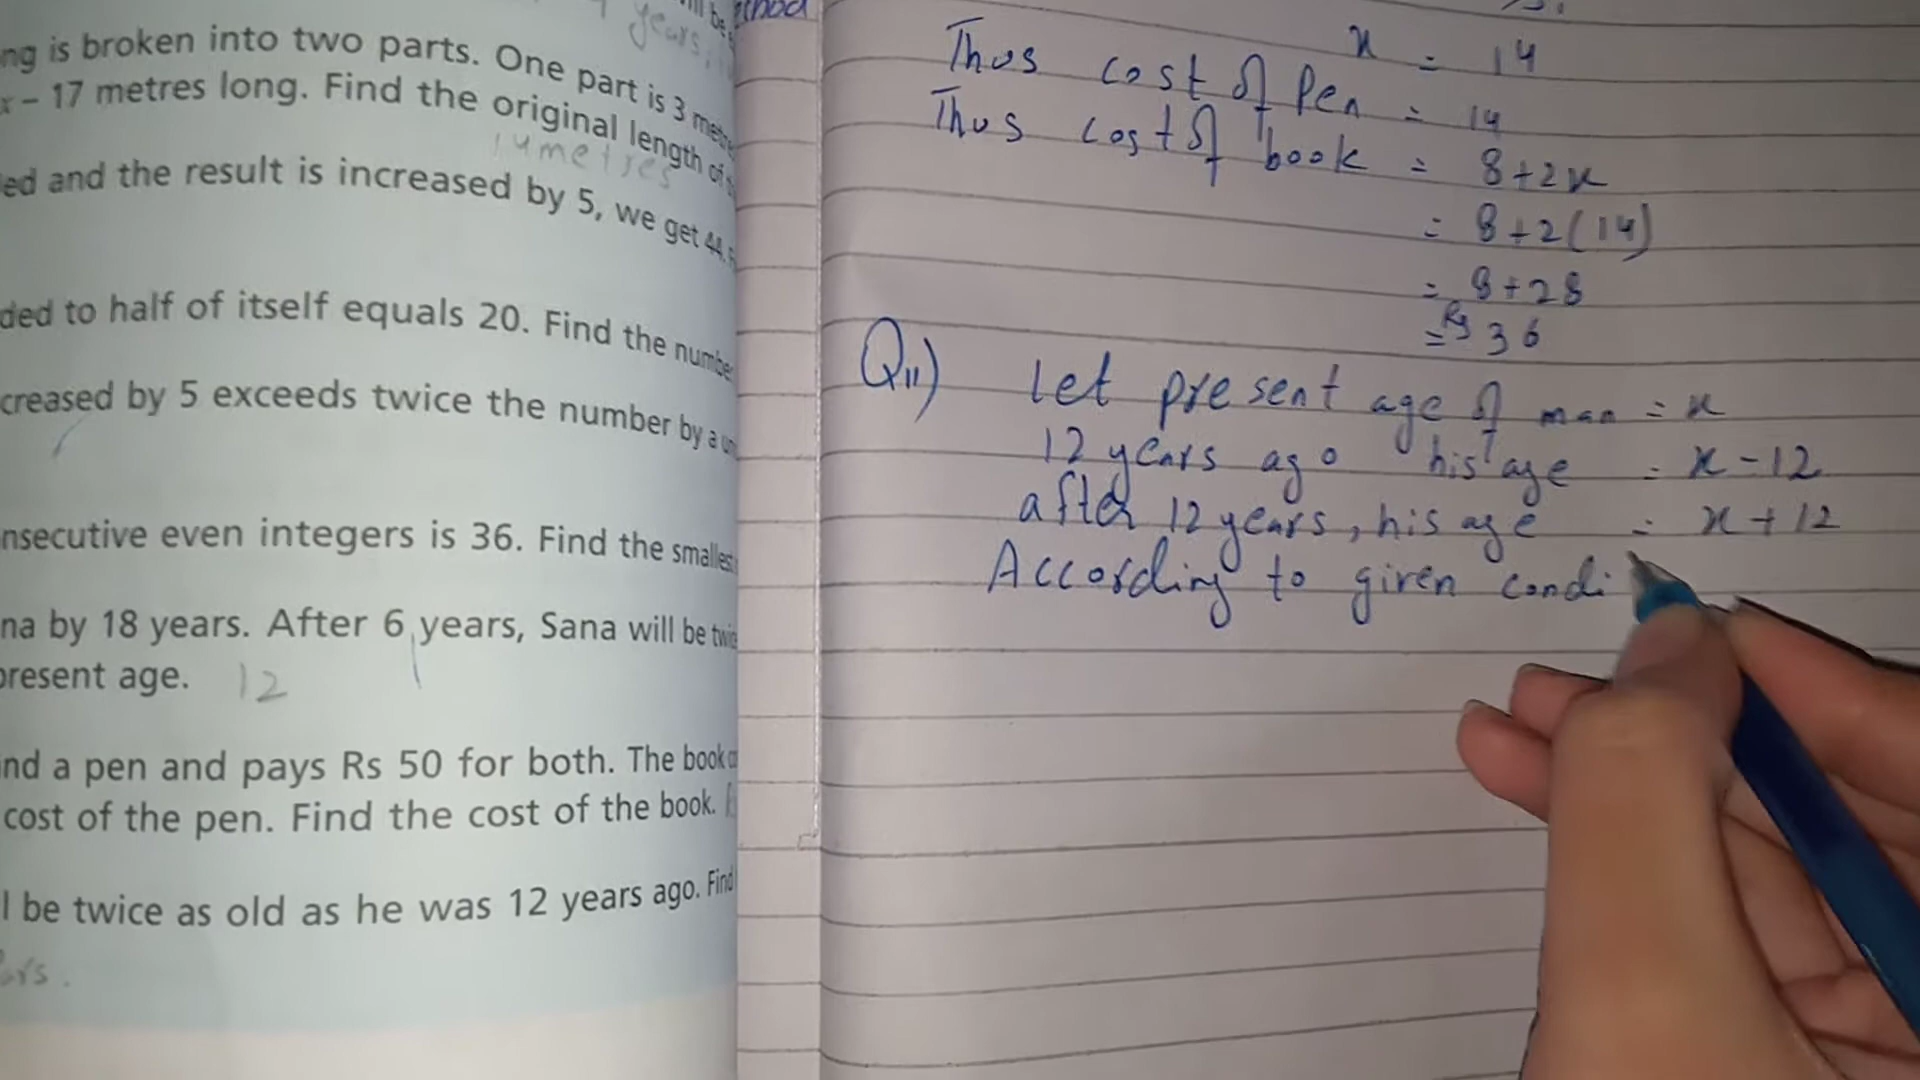 years
ng is broken into two parts. One part is 3
x – 17 metres long. Find the original length of
14 metres
ed and the result is increased by 5, we get 44.
ded to half of itself equals 20. Find the number
creased by 5 exceeds twice the number by a
nsecutive even integers is 36. Find the smallest
na by 18 years. After 6 years, Sana will be
present age. 12
nd a pen and pays Rs 50 for both. The book
cost of the pen. Find the cost of the book.
l be twice as old as he was 12 years ago. Find
x = 14
Thus cost of Pen = 14
Thus cost of book = 8+2x
= 8+2(14)
= 8+28
= Rs 36
Q11) Let present age of man = x
12 years ago his age = x-12
after 12 years, his age = x+12
According to given condi